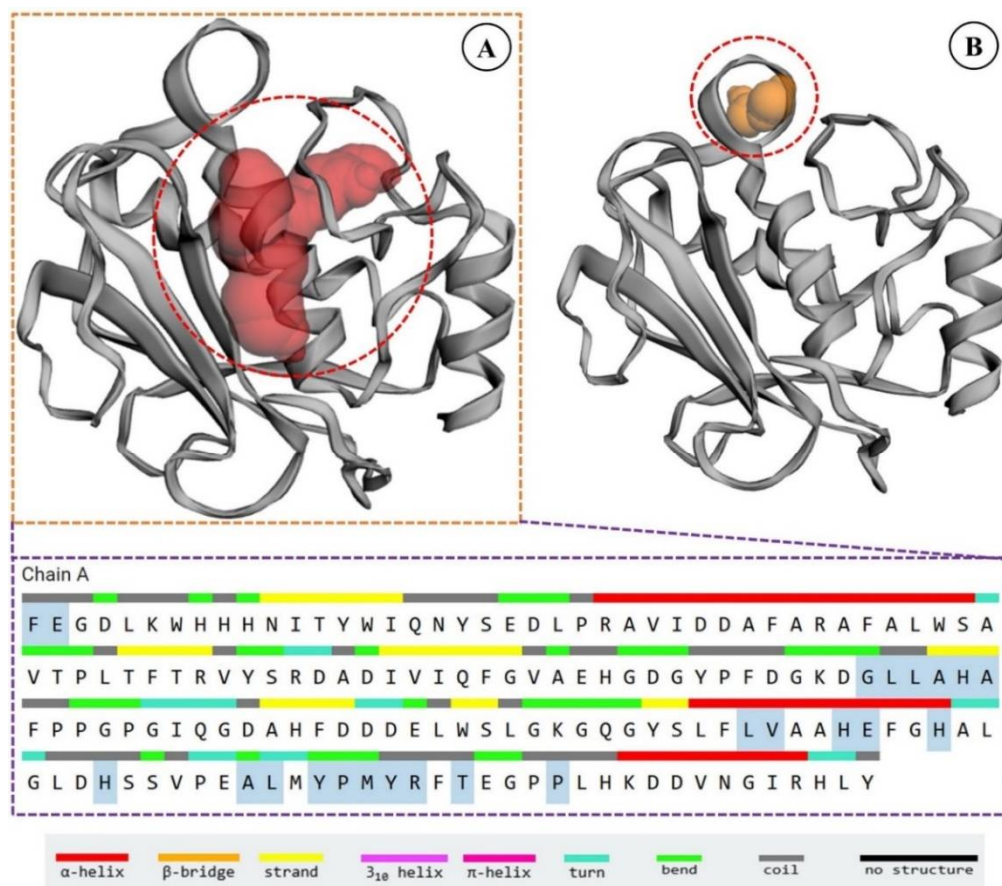 A
B
Chain A
F E G D L K W H H H N I T Y W I Q N Y S E D L P R A V I D D A F A R A F A L W S A
V T P L T F T R V Y S R D A D I V I Q F G V A E H G D G Y P F D G K D G L L A H A
F P P G P G I Q G D A H F D D D E L W S L G K G Q G Y S L F L V A A H E F G H A L
G L D H S S V P E A L M Y P M Y R F T E G P P L H K D D V N G I R H L Y
α-helix β-bridge strand 3₁₀ helix π-helix turn bend coil no structure